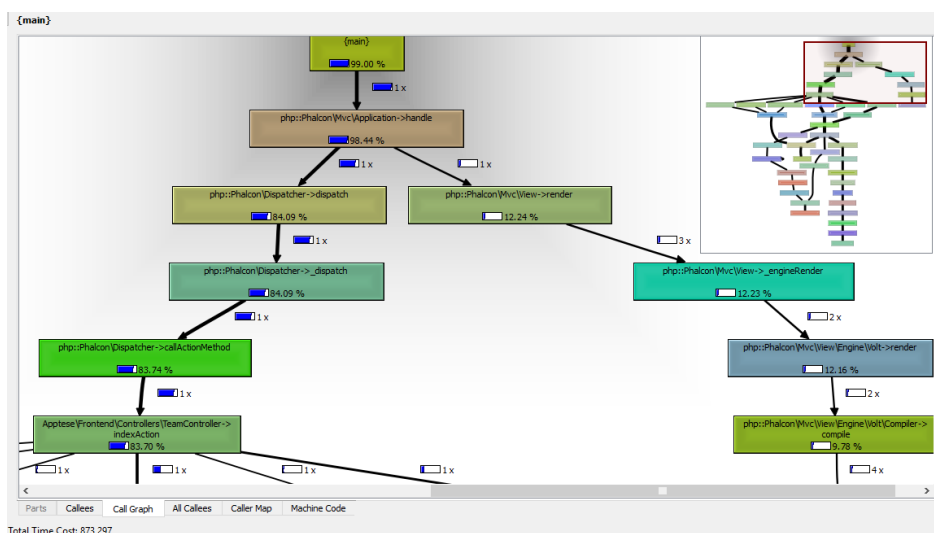 {main}
{main}
99.00 %
1 x
php::Phalcon\Mvc\Application->handle
98.44 %
1 x
1 x
php::Phalcon\Dispatcher->dispatch
84.09 %
php::Phalcon\Mvc\View->render
12.24 %
1 x
3 x
php::Phalcon\Dispatcher->_dispatch
84.09 %
php::Phalcon\Mvc\View->_engineRender
12.23 %
1 x
2 x
php::Phalcon\Dispatcher->callActionMethod
83.74 %
php::Phalcon\Mvc\View\Engine\Volt->render
12.16 %
1 x
2 x
Apptese\Frontend\Controllers\TeamController->
indexAction
83.70 %
php::Phalcon\Mvc\View\Engine\Volt\Compiler->
compile
9.78 %
1 x
1 x
1 x
1 x
4 x
Parts
Callees
Call Graph
All Callees
Caller Map
Machine Code
Total Time Cost: 873 297